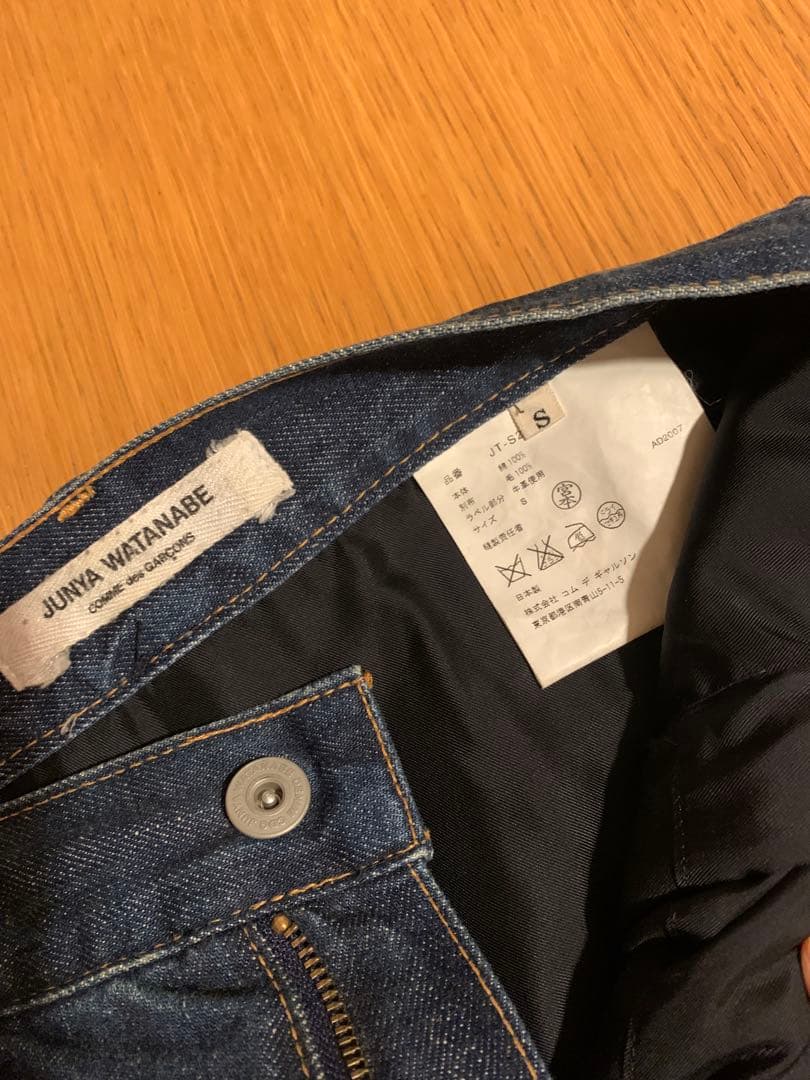 JUNYA WATANABE
COMME des GARÇONS
S
品番 JT-S2
AD2007
本体 綿 100%
別布 毛 100%
ラベル部分 牛革使用
サイズ S
縫製責任者 宮本
日本製
株式会社 コム デ ギャルソン
東京都港区南青山5-11-5